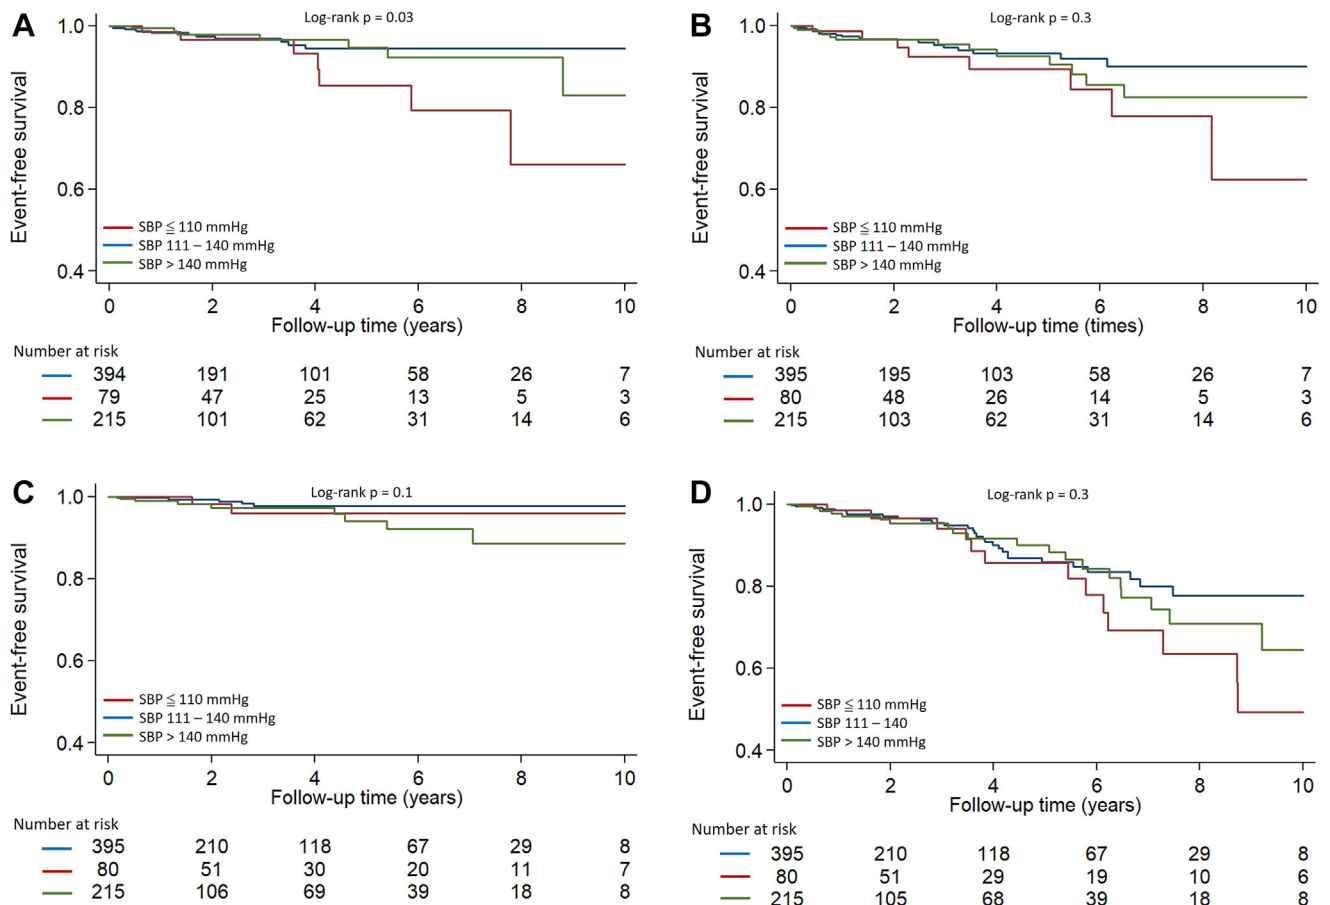 A
Log-rank p = 0.03
1.0
0.8
0.6
0.4
Event-free survival
SBP ≦ 110 mmHg
SBP 111 – 140 mmHg
SBP > 140 mmHg
0 2 4 6 8 10
Follow-up time (years)
Number at risk
394 191 101 58 26 7
79 47 25 13 5 3
215 101 62 31 14 6
B
Log-rank p = 0.3
1.0
0.8
0.6
0.4
Event-free survival
SBP ≦ 110 mmHg
SBP 111 – 140 mmHg
SBP > 140 mmHg
0 2 4 6 8 10
Follow-up time (times)
Number at risk
395 195 103 58 26 7
80 48 26 14 5 3
215 103 62 31 14 6
C
Log-rank p = 0.1
1.0
0.8
0.6
0.4
Event-free survival
SBP ≦ 110 mmHg
SBP 111 – 140 mmHg
SBP > 140 mmHg
0 2 4 6 8 10
Follow-up time (years)
Number at risk
395 210 118 67 29 8
80 51 30 20 11 7
215 106 69 39 18 8
D
Log-rank p = 0.3
1.0
0.8
0.6
0.4
Event-free survival
SBP ≦ 110 mmHg
SBP 111 – 140
SBP > 140 mmHg
0 2 4 6 8 10
Follow-up time (years)
Number at risk
395 210 118 67 29 8
80 51 29 19 10 6
215 105 68 39 18 8